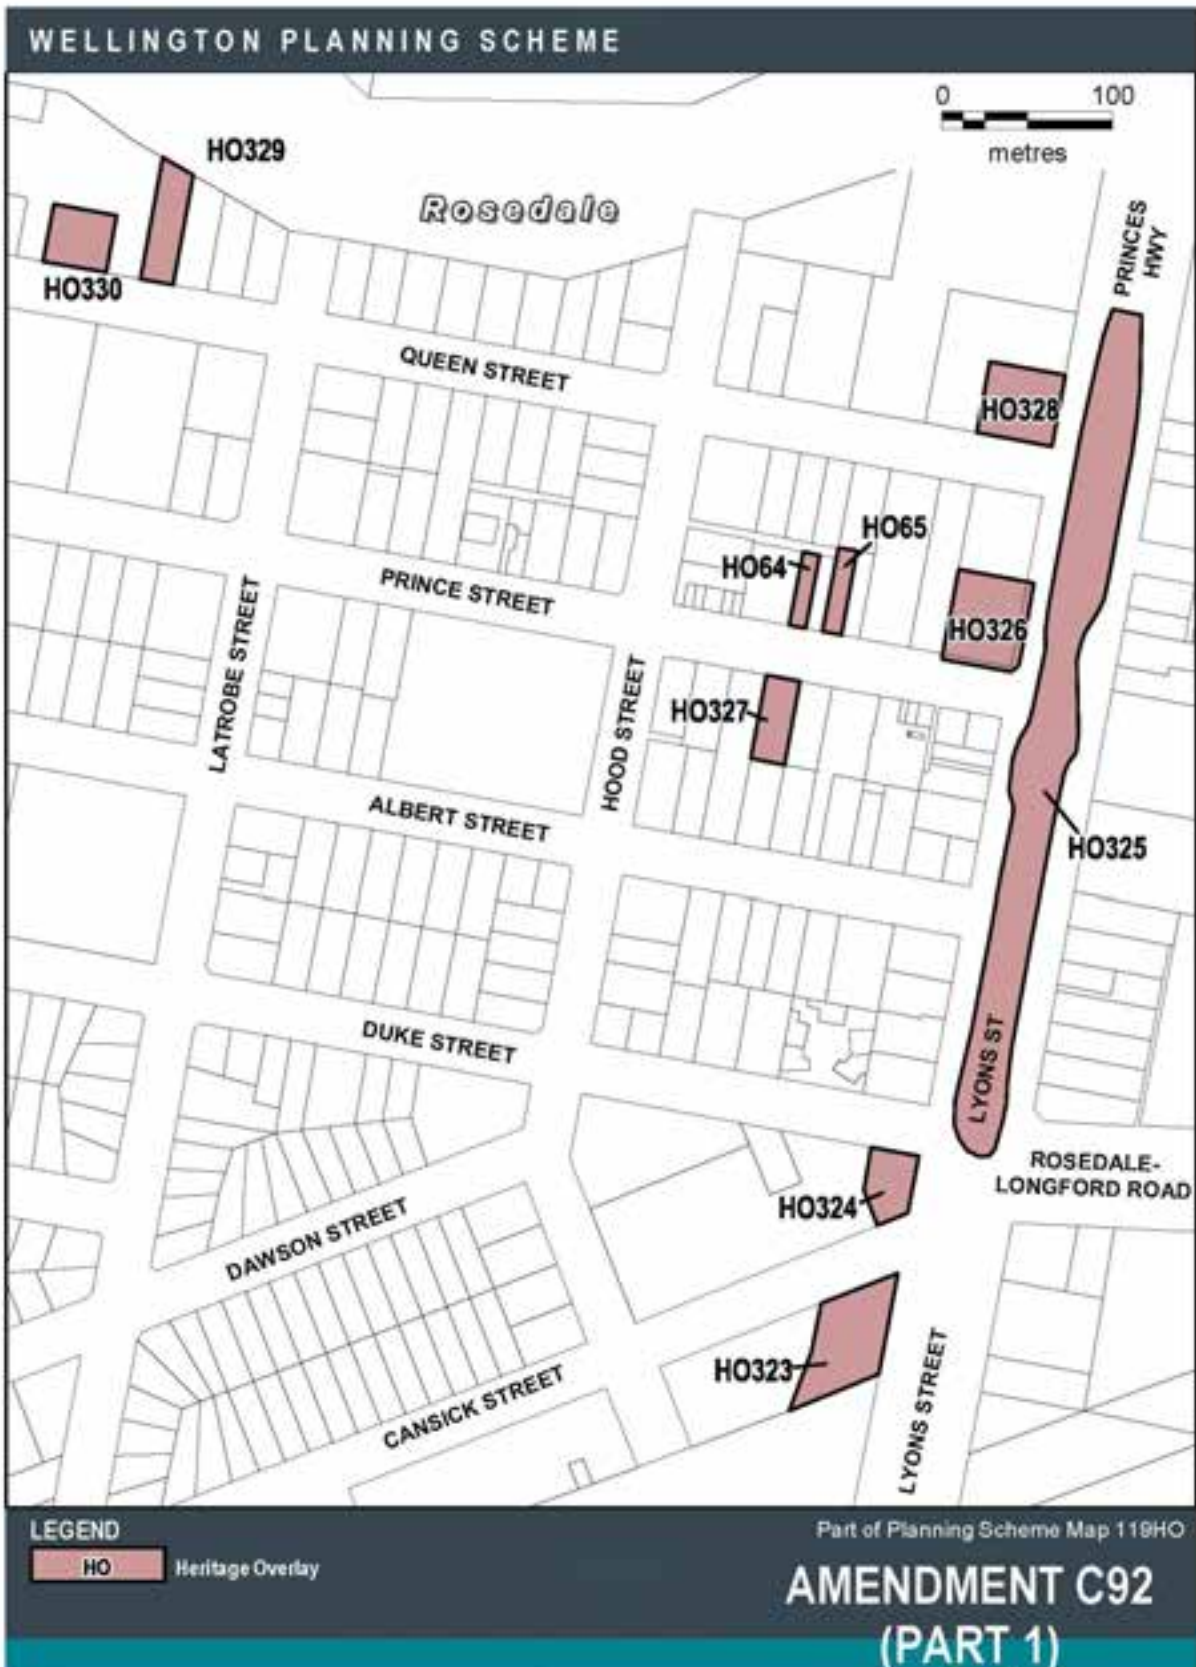 WELLINGTON PLANNING SCHEME
0 100
metres
HO329
Rosedale
PRINCES
HWY
HO330
QUEEN STREET
HO328
HO65
HO64
PRINCE STREET
LATROBE STREET
HO326
HO327
HOOD STREET
ALBERT STREET
HO325
DUKE STREET
LYONS ST
ROSEDALE-
LONGFORD ROAD
HO324
DAWSON STREET
HO323
CANSICK STREET
LYONS STREET
LEGEND
HO Heritage Overlay
Part of Planning Scheme Map 119HO
AMENDMENT C92
(PART 1)